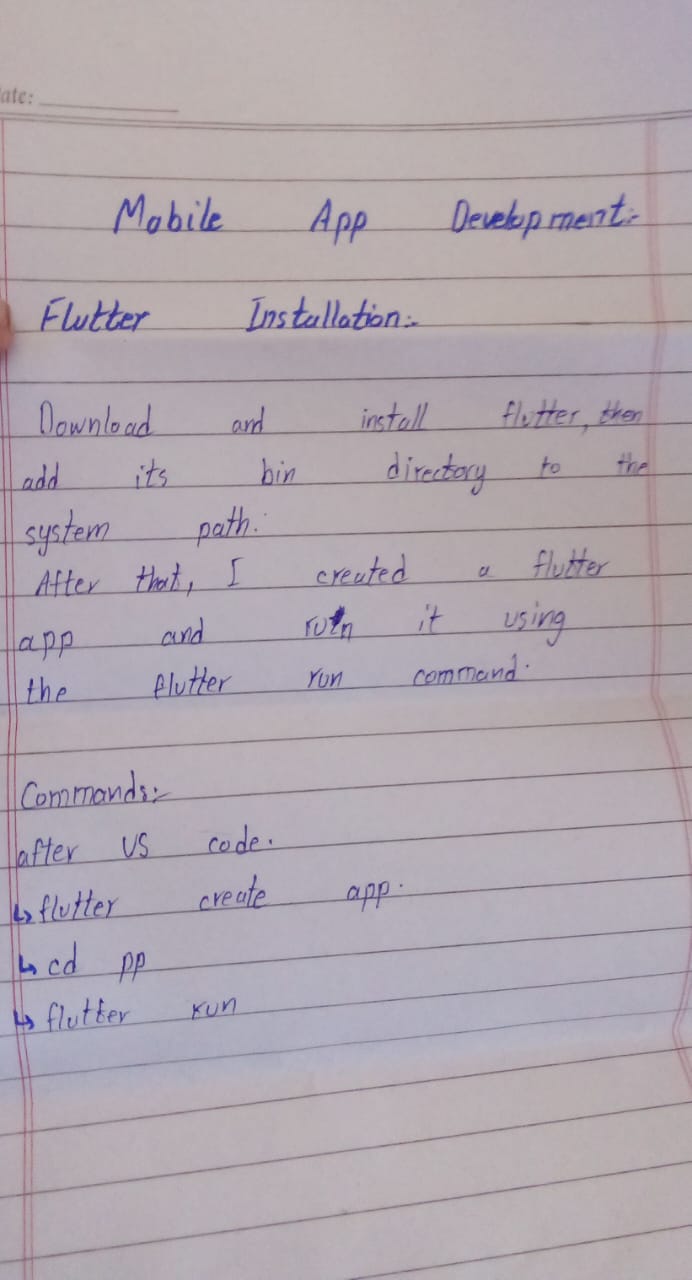 ate:
Mobile App Development:-
Flutter Installation:-
Download and install flutter, then
add its bin directory to the
system path.
After that, I created a flutter
app and run it using
the flutter run command.
Commands:-
after VS code.
↳ flutter create app.
↳ cd pp
↳ flutter run